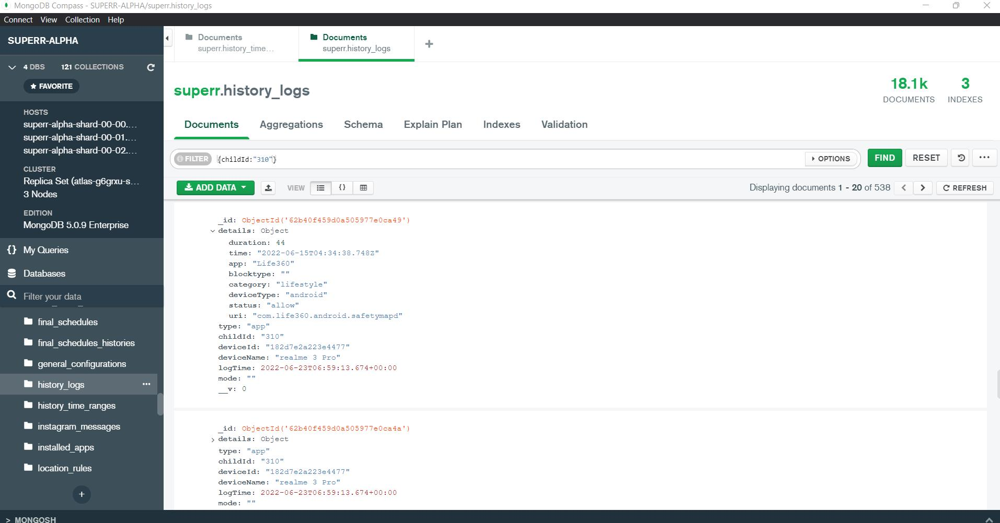 MongoDB Compass - SUPERR-ALPHA/superr.history_logs
Connect View Collection Help
SUPERR-ALPHA
4 DBS 121 COLLECTIONS
★ FAVORITE
HOSTS
superr-alpha-shard-00-00....
superr-alpha-shard-00-01....
superr-alpha-shard-00-02....
CLUSTER
Replica Set (atlas-g6grxu-s...
3 Nodes
EDITION
MongoDB 5.0.9 Enterprise
{} My Queries
Databases
Filter your data
final_schedules
final_schedules_histories
general_configurations
history_logs ...
history_time_ranges
instagram_messages
installed_apps
location_rules
+
> MONGOSH
Documents
superr.history_time...
Documents
superr.history_logs
+
superr.history_logs
18.1k
DOCUMENTS
3
INDEXES
Documents Aggregations Schema Explain Plan Indexes Validation
FILTER {childId:"310"} OPTIONS FIND RESET ...
ADD DATA VIEW {} Displaying documents 1 - 20 of 538 < > REFRESH
_id: ObjectId('62b40f459d0a505977e0ca49')
details: Object
duration: 44
time: "2022-06-15T04:34:38.748Z"
app: "Life360"
blocktype: ""
category: "lifestyle"
deviceType: "android"
status: "allow"
uri: "com.life360.android.safetymapd"
type: "app"
childId: "310"
deviceId: "182d7e2a223e4477"
deviceName: "realme 3 Pro"
logTime: 2022-06-23T06:59:13.674+00:00
mode: ""
__v: 0
_id: ObjectId('62b40f459d0a505977e0ca4a')
details: Object
type: "app"
childId: "310"
deviceId: "182d7e2a223e4477"
deviceName: "realme 3 Pro"
logTime: 2022-06-23T06:59:13.674+00:00
mode: ""